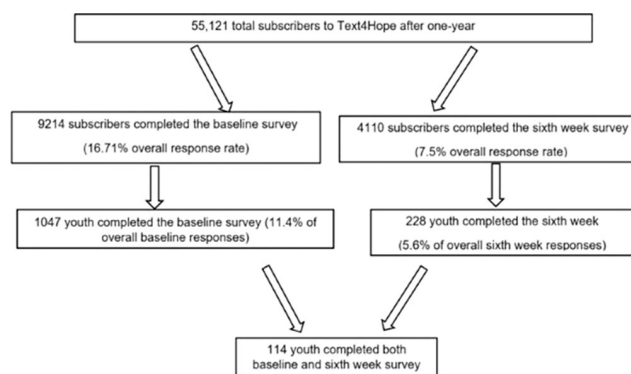 55,121 total subscribers to Text4Hope after one-year
9214 subscribers completed the baseline survey
(16.71% overall response rate)
4110 subscribers completed the sixth week survey
(7.5% overall response rate)
1047 youth completed the baseline survey (11.4% of
overall baseline responses)
228 youth completed the sixth week
(5.6% of overall sixth week responses)
114 youth completed both
baseline and sixth week survey